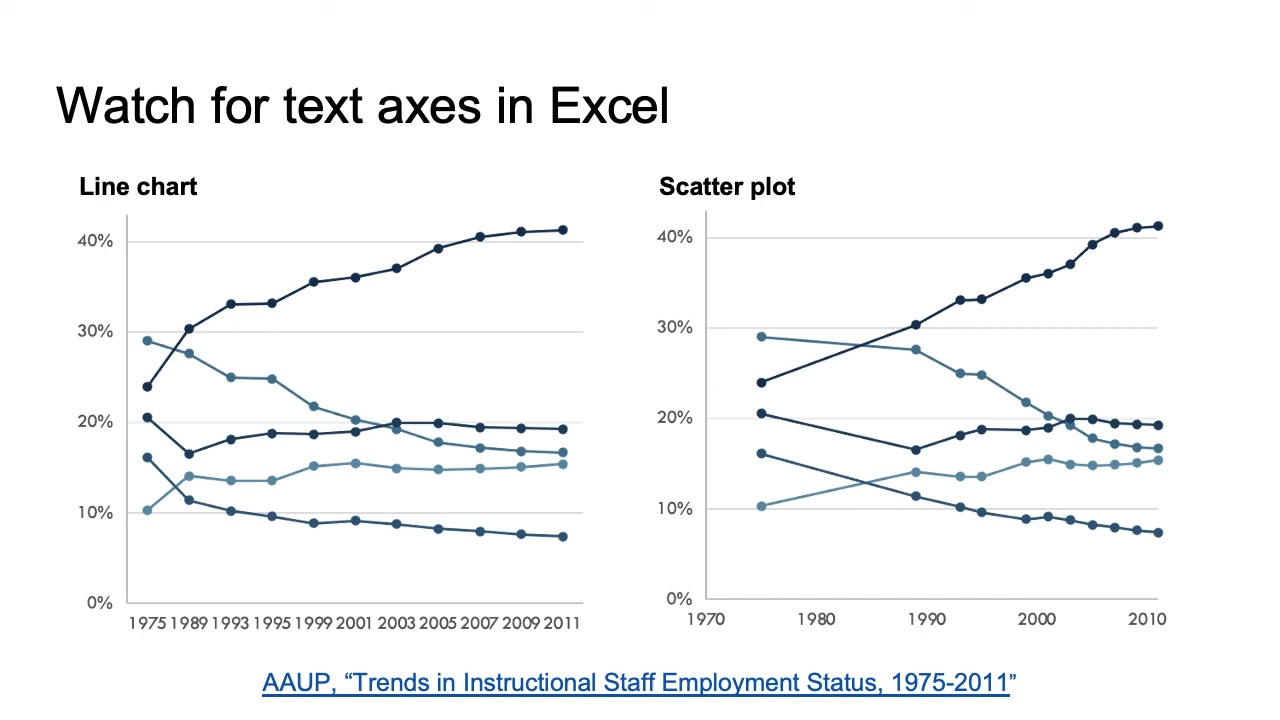 Watch for text axes in Excel
Line chart
40%
30%
20%
10%
0%
1975 1989 1993 1995 1999 2001 2003 2005 2007 2009 2011
Scatter plot
40%
30%
20%
10%
0%
1970 1980 1990 2000 2010
AAUP, “Trends in Instructional Staff Employment Status, 1975-2011”